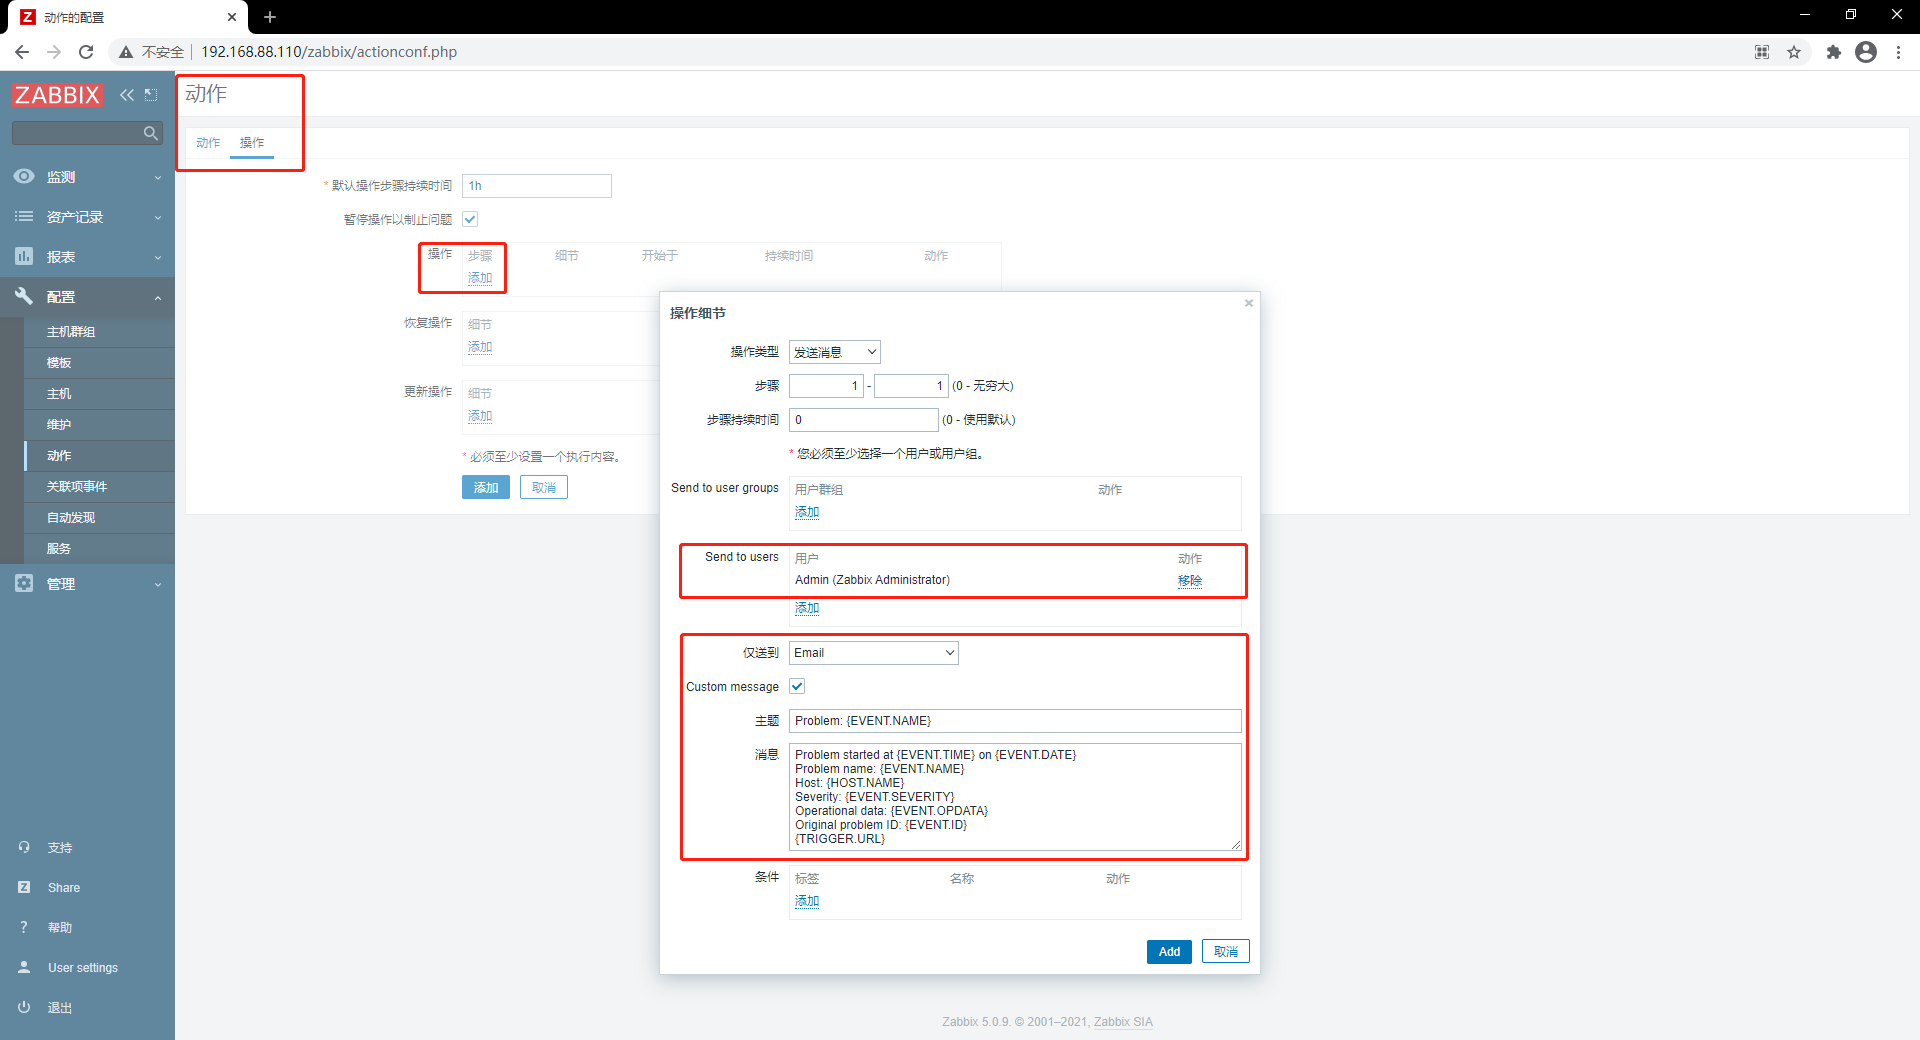 动作的配置
不安全 192.168.88.110/zabbix/actionconf.php
ZABBIX
监测
资产记录
报表
配置
主机群组
模板
主机
维护
动作
关联项事件
自动发现
服务
管理
支持
Share
帮助
User settings
退出
动作
动作 操作
* 默认操作步骤持续时间 1h
暂停操作以制止问题
操作 步骤 细节 开始于 持续时间 动作
添加
恢复操作 细节
添加
更新操作 细节
添加
* 必须至少设置一个执行内容。
添加 取消
操作细节
操作类型 发送消息
步骤 1 - 1 (0 - 无穷大)
步骤持续时间 0 (0 - 使用默认)
* 您必须至少选择一个用户或用户组。
Send to user groups 用户群组 动作
添加
Send to users 用户 动作
Admin (Zabbix Administrator) 移除
添加
仅送到 Email
Custom message
主题 Problem: {EVENT.NAME}
消息 Problem started at {EVENT.TIME} on {EVENT.DATE}
Problem name: {EVENT.NAME}
Host: {HOST.NAME}
Severity: {EVENT.SEVERITY}
Operational data: {EVENT.OPDATA}
Original problem ID: {EVENT.ID}
{TRIGGER.URL}
条件 标签 名称 动作
添加
Add 取消
Zabbix 5.0.9. © 2001–2021, Zabbix SIA